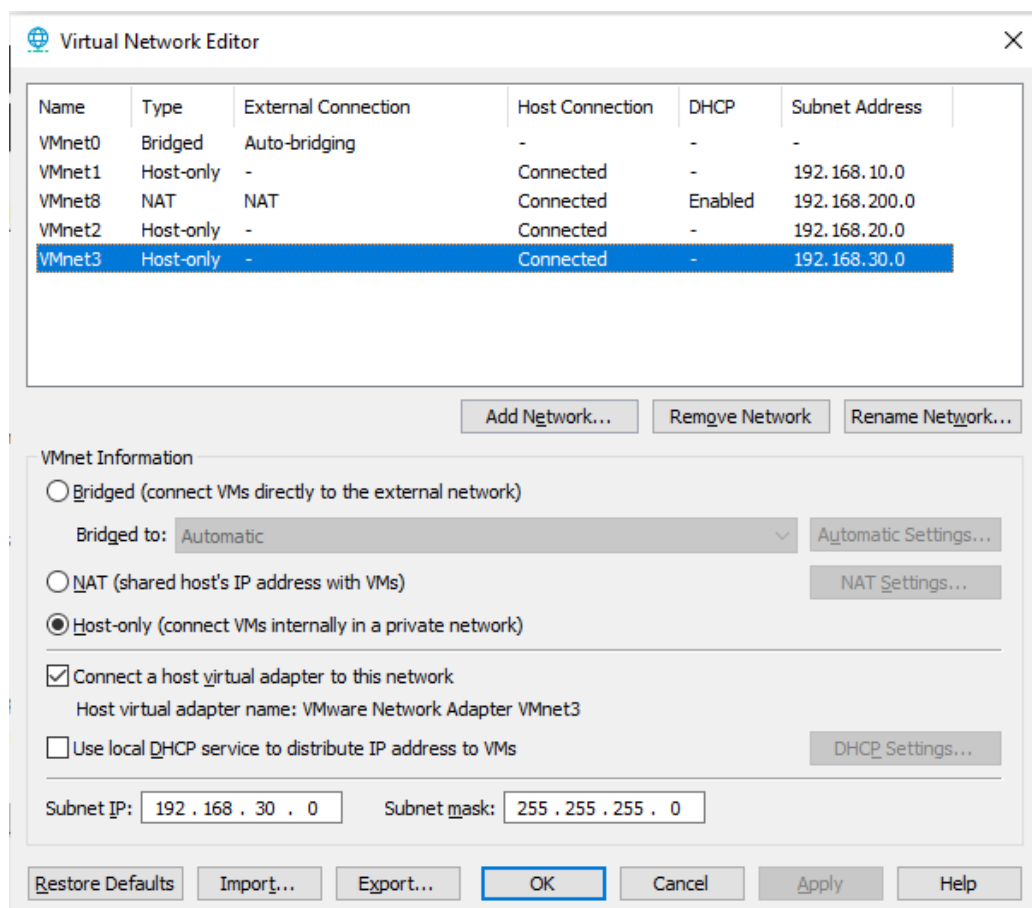 Virtual Network Editor
Name Type External Connection Host Connection DHCP Subnet Address
VMnet0 Bridged Auto-bridging - - -
VMnet1 Host-only - Connected - 192.168.10.0
VMnet8 NAT NAT Connected Enabled 192.168.200.0
VMnet2 Host-only - Connected - 192.168.20.0
VMnet3 Host-only - Connected - 192.168.30.0
Add Network... Remove Network Rename Network...
VMnet Information
Bridged (connect VMs directly to the external network)
Bridged to: Automatic Automatic Settings...
NAT (shared host's IP address with VMs) NAT Settings...
Host-only (connect VMs internally in a private network)
Connect a host virtual adapter to this network
Host virtual adapter name: VMware Network Adapter VMnet3
Use local DHCP service to distribute IP address to VMs DHCP Settings...
Subnet IP: 192 . 168 . 30 . 0 Subnet mask: 255 . 255 . 255 . 0
Restore Defaults Import... Export... OK Cancel Apply Help